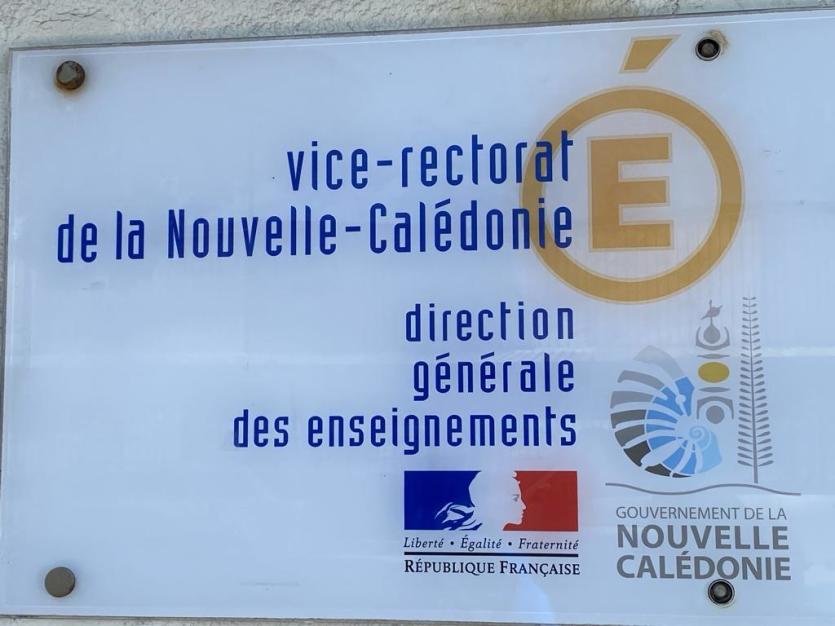 É
vice-rectorat
de la Nouvelle-Calédonie
direction
générale
des enseignements
Liberté • Égalité • Fraternité
RÉPUBLIQUE FRANÇAISE
GOUVERNEMENT DE LA
NOUVELLE
CALÉDONIE